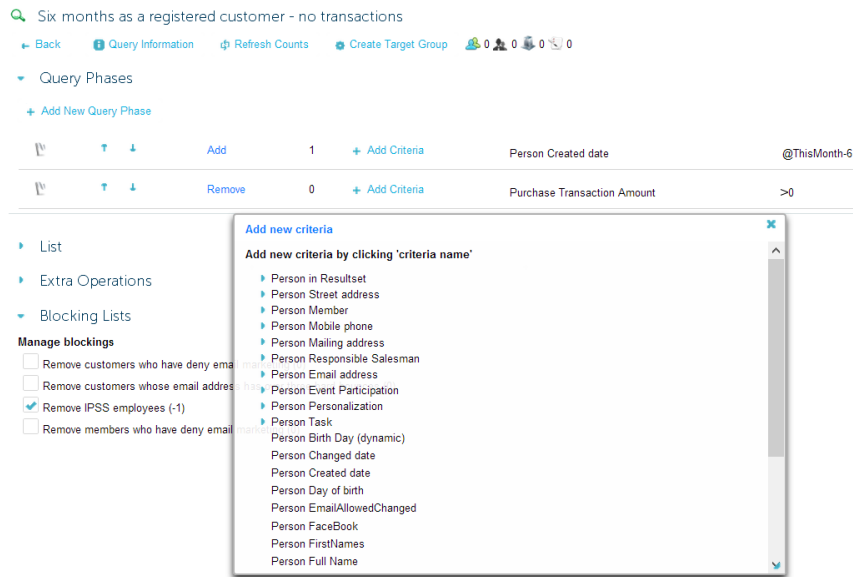 Six months as a registered customer - no transactions
Back Query Information Refresh Counts Create Target Group 0 0 0 0
Query Phases
+ Add New Query Phase
Add 1 + Add Criteria Person Created date @ThisMonth-6
Remove 0 + Add Criteria Purchase Transaction Amount >0
List
Extra Operations
Blocking Lists
Manage blockings
Remove customers who have deny email
Remove customers whose email address has
Remove IPSS employees (-1)
Remove members who have deny email
Add new criteria
Add new criteria by clicking 'criteria name'
Person in Resultset
Person Street address
Person Member
Person Mobile phone
Person Mailing address
Person Responsible Salesman
Person Email address
Person Event Participation
Person Personalization
Person Task
Person Birth Day (dynamic)
Person Changed date
Person Created date
Person Day of birth
Person EmailAllowedChanged
Person FaceBook
Person FirstNames
Person Full Name